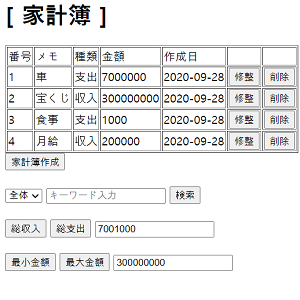 [ 家計簿 ]
番号 メモ 種類 金額 作成日
1 車 支出 7000000 2020-09-28 修整 削除
2 宝くじ 収入 300000000 2020-09-28 修整 削除
3 食事 支出 1000 2020-09-28 修整 削除
4 月給 収入 200000 2020-09-28 修整 削除
家計簿作成
全体 キーワード入力 検索
総収入 総支出 7001000
最小金額 最大金額 300000000